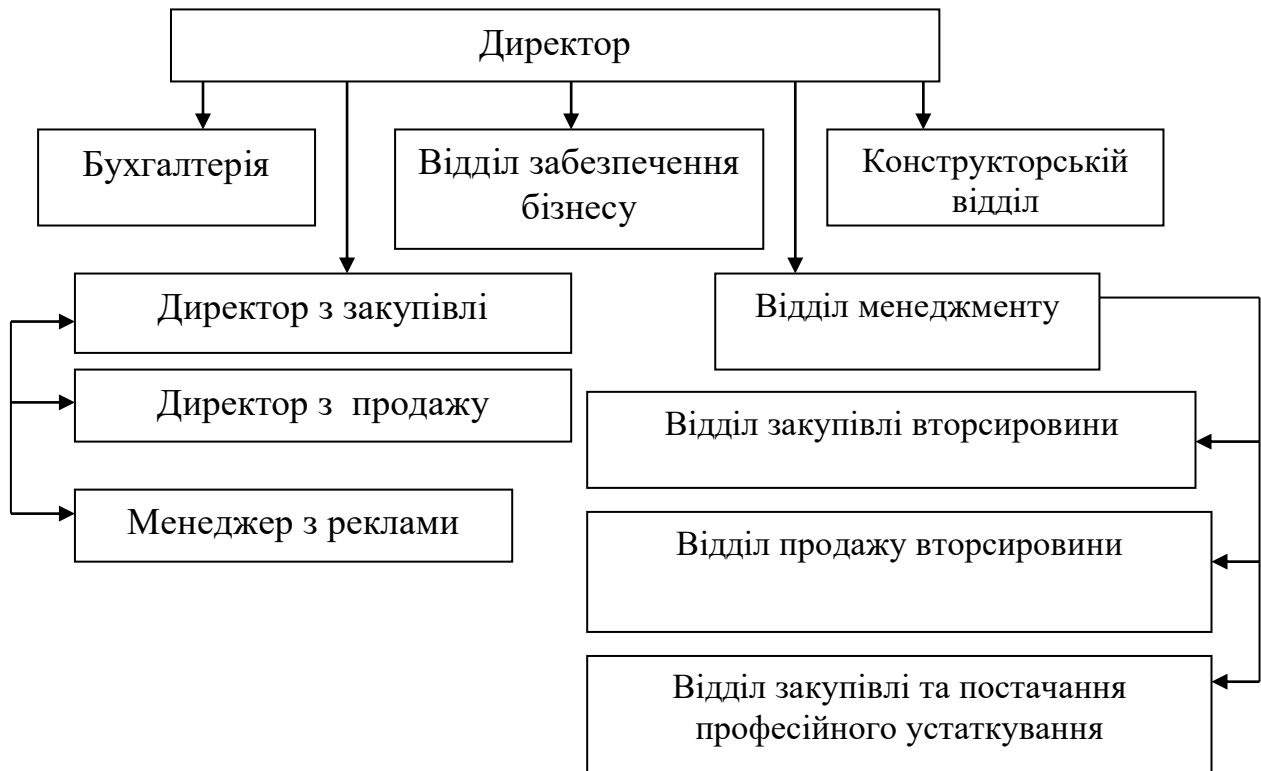 Директор
Бухгалтерія
Відділ забезпечення
бізнесу
Конструкторській
відділ
Директор з закупівлі
Відділ менеджменту
Директор з продажу
Відділ закупівлі вторсировини
Менеджер з реклами
Відділ продажу вторсировини
Відділ закупівлі та постачання
професійного устаткування